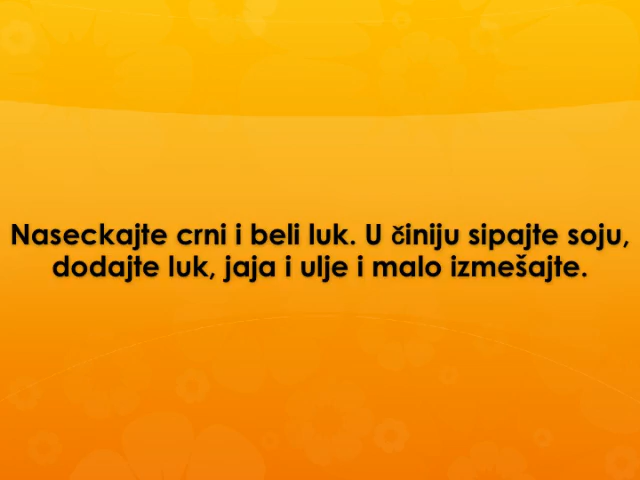 Naseckajte crni i beli luk. U činiju sipajte soju,
dodajte luk, jaja i ulje i malo izmešajte.